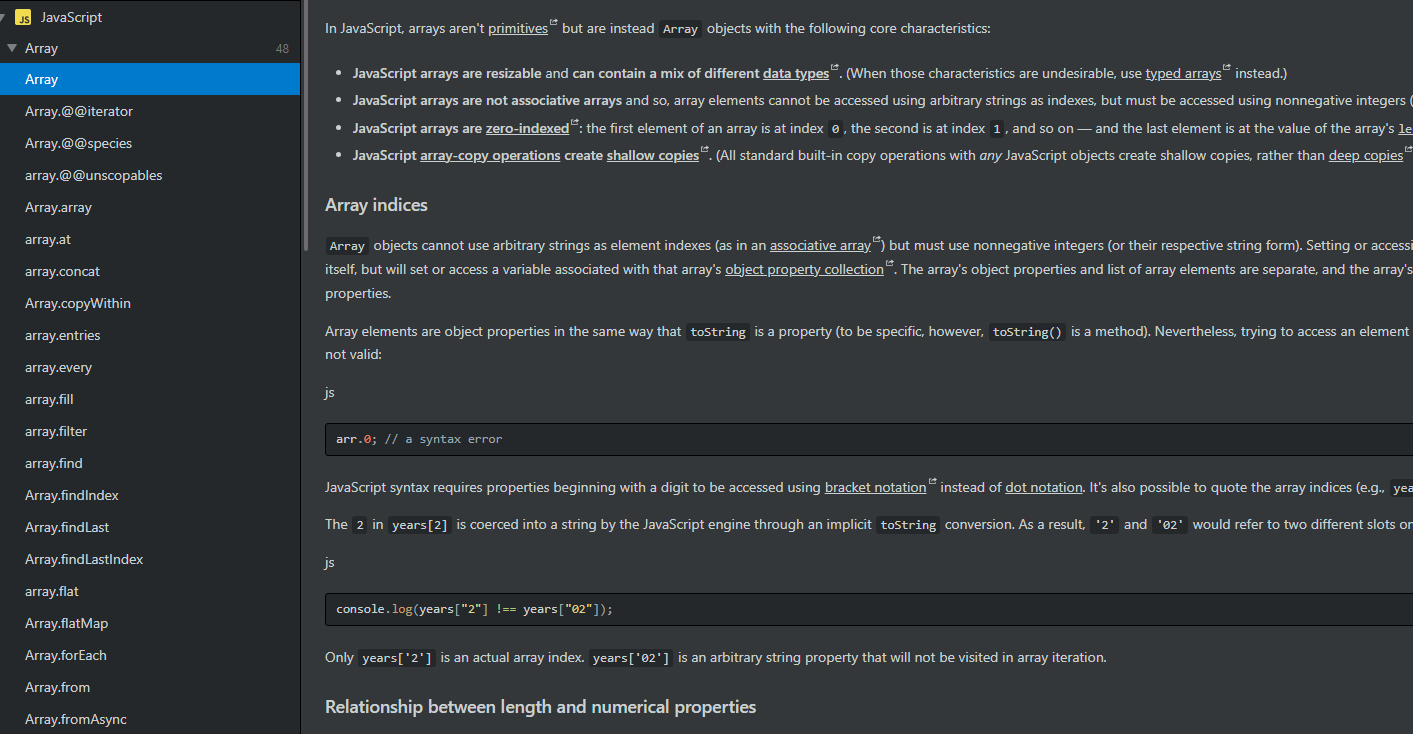 JS JavaScript
Array 48
Array
Array.@@iterator
Array.@@species
array.@@unscopables
Array.array
array.at
array.concat
Array.copyWithin
array.entries
array.every
array.fill
array.filter
array.find
Array.findIndex
Array.findLast
Array.findLastIndex
array.flat
Array.flatMap
Array.forEach
Array.from
Array.fromAsync
In JavaScript, arrays aren't primitives but are instead Array objects with the following core characteristics:
• JavaScript arrays are resizable and can contain a mix of different data types. (When those characteristics are undesirable, use typed arrays instead.)
• JavaScript arrays are not associative arrays and so, array elements cannot be accessed using arbitrary strings as indexes, but must be accessed using nonnegative integers (
• JavaScript arrays are zero-indexed: the first element of an array is at index 0, the second is at index 1, and so on — and the last element is at the value of the array's le
• JavaScript array-copy operations create shallow copies. (All standard built-in copy operations with any JavaScript objects create shallow copies, rather than deep copies
Array indices
Array objects cannot use arbitrary strings as element indexes (as in an associative array) but must use nonnegative integers (or their respective string form). Setting or accessi
itself, but will set or access a variable associated with that array's object property collection. The array's object properties and list of array elements are separate, and the array's
properties.
Array elements are object properties in the same way that toString is a property (to be specific, however, toString() is a method). Nevertheless, trying to access an element
not valid:
js
arr.0; // a syntax error
JavaScript syntax requires properties beginning with a digit to be accessed using bracket notation instead of dot notation. It's also possible to quote the array indices (e.g., yea
The 2 in years[2] is coerced into a string by the JavaScript engine through an implicit toString conversion. As a result, '2' and '02' would refer to two different slots on
js
console.log(years["2"] !== years["02"]);
Only years['2'] is an actual array index. years['02'] is an arbitrary string property that will not be visited in array iteration.
Relationship between length and numerical properties